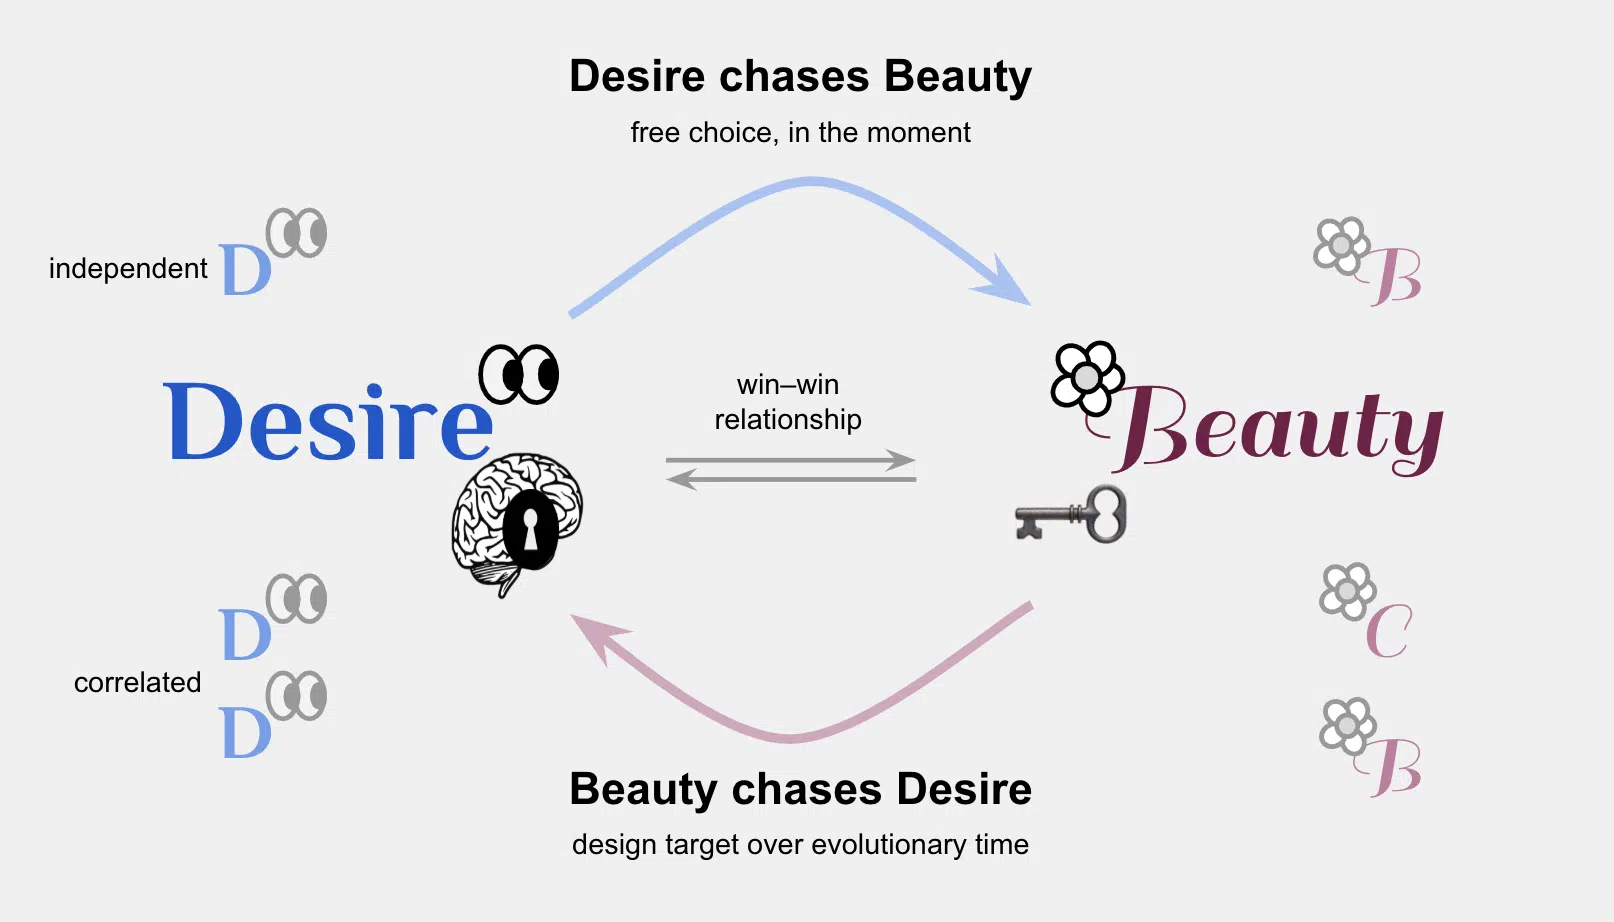 Desire chases Beauty
free choice, in the moment
independent D
B
Desire
win–win
relationship
Beauty
D
C
correlated
D
B
Beauty chases Desire
design target over evolutionary time